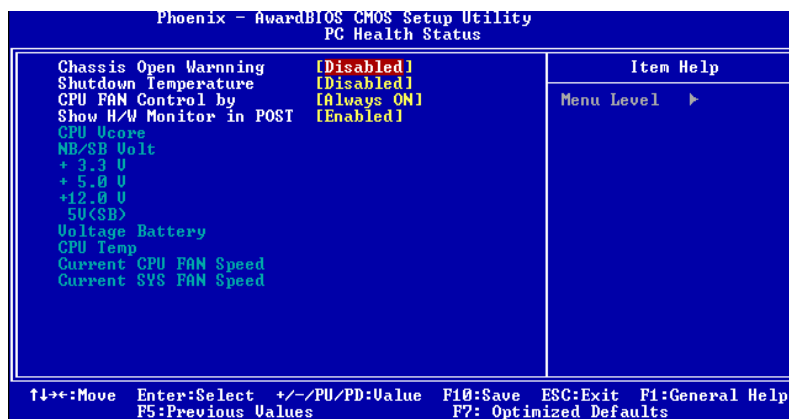 Phoenix - AwardBIOS CMOS Setup Utility
PC Health Status
Chassis Open Warnning [Disabled]
Shutdown Temperature [Disabled]
CPU FAN Control by [Always ON]
Show H/W Monitor in POST [Enabled]
CPU Vcore
NB/SB Volt
+ 3.3 V
+ 5.0 V
+12.0 V
5V(SB)
Voltage Battery
CPU Temp
Current CPU FAN Speed
Current SYS FAN Speed
Item Help
Menu Level ►
↑↓→←:Move Enter:Select +/-/PU/PD:Value F10:Save ESC:Exit F1:General Help
F5:Previous Values F7: Optimized Defaults